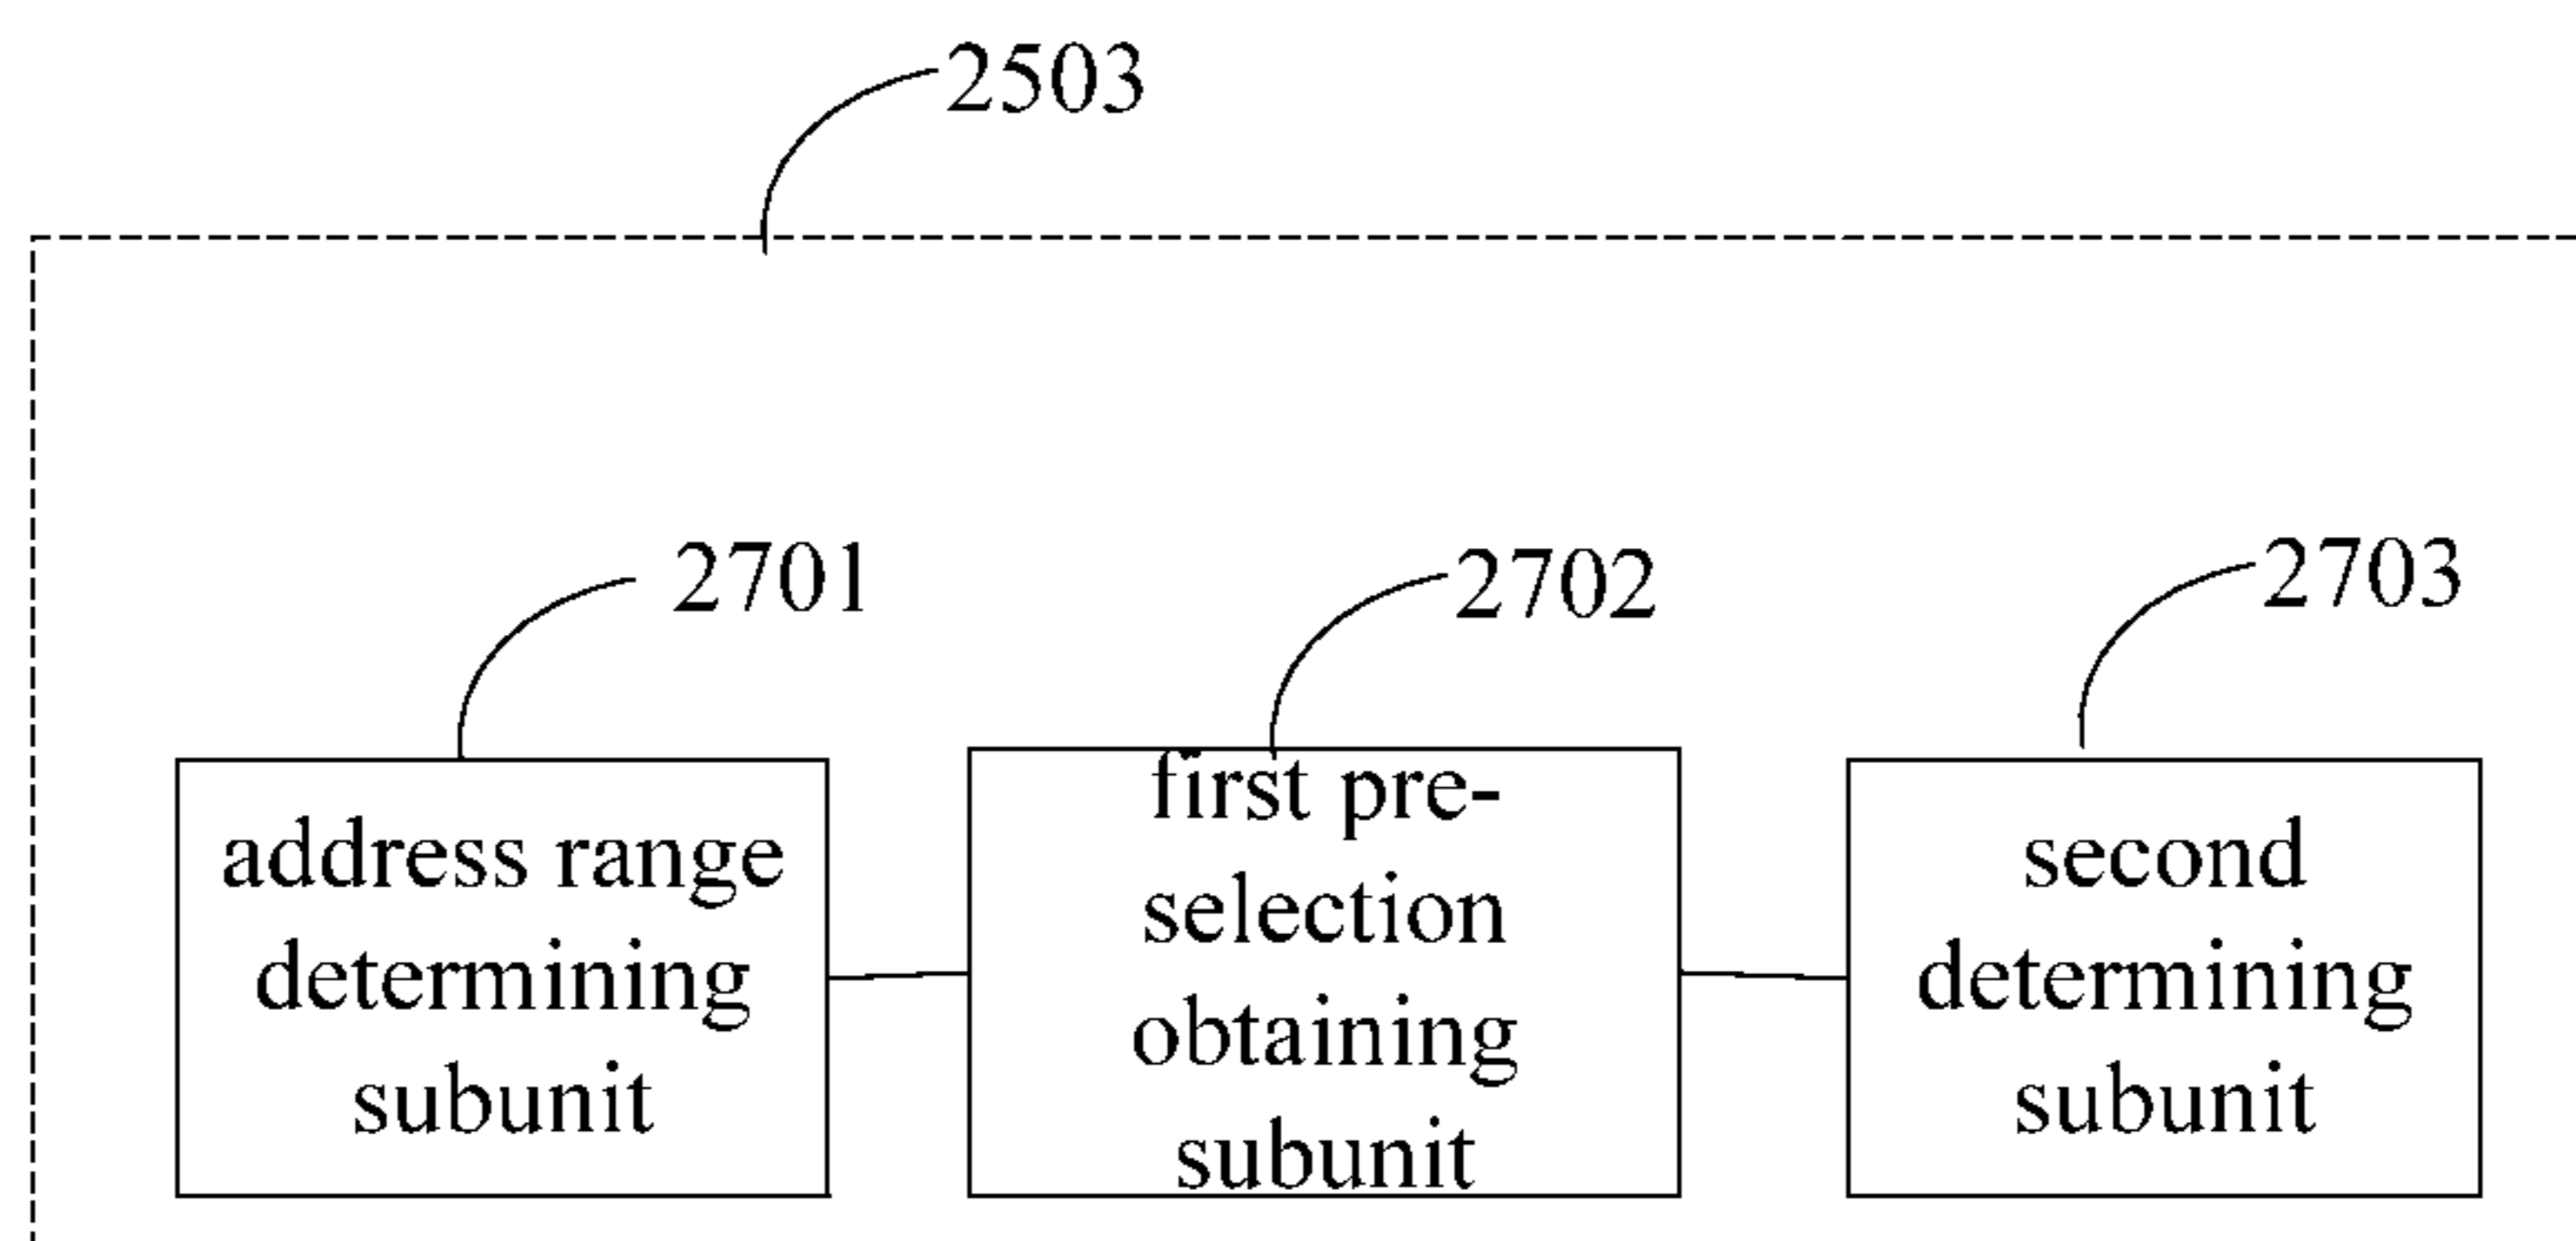 2503
2701
2702
2703
address range
determining
subunit
first pre-
selection
obtaining
subunit
second
determining
subunit